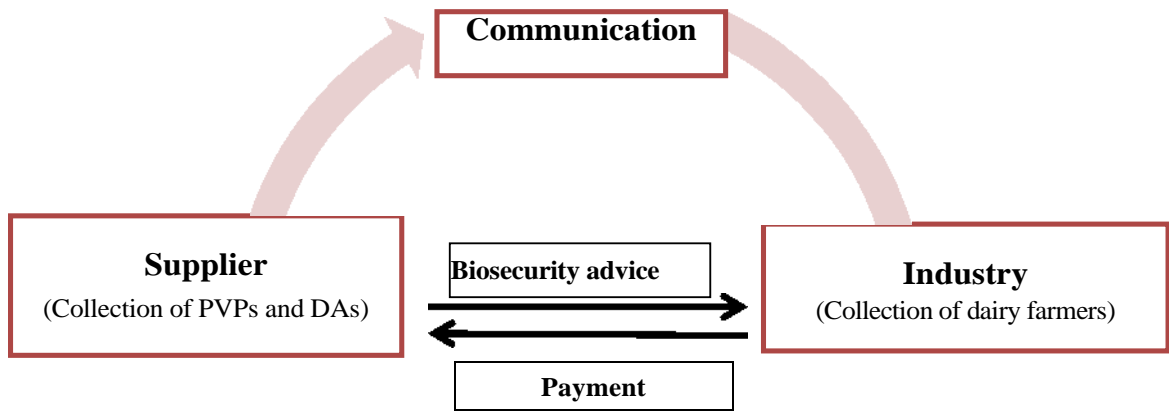 Communication
Supplier
(Collection of PVPs and DAs)
Biosecurity advice
Industry
(Collection of dairy farmers)
Payment